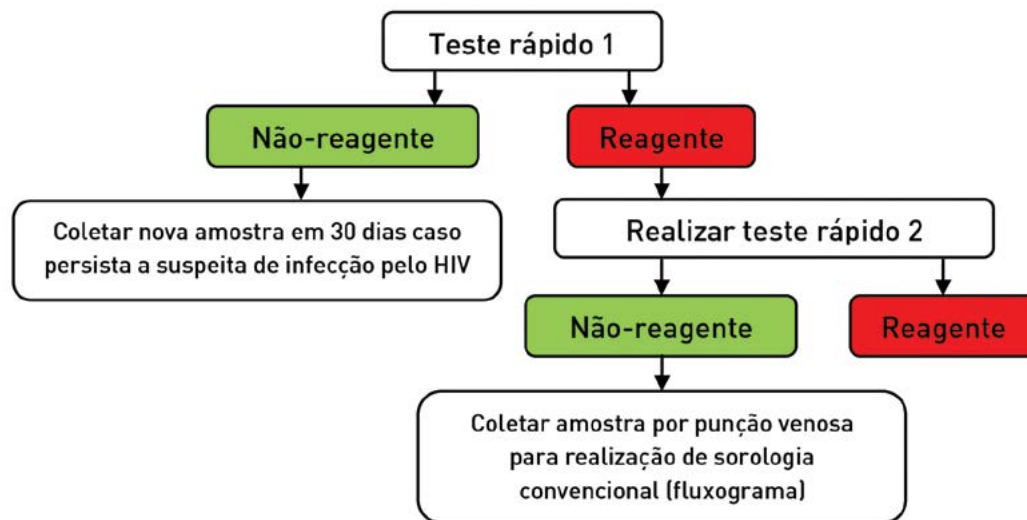 Teste rápido 1
Não-reagente
Reagente
Coletar nova amostra em 30 dias caso
persista a suspeita de infecção pelo HIV
Realizar teste rápido 2
Não-reagente
Reagente
Coletar amostra por punção venosa
para realização de sorologia
convencional (fluxograma)